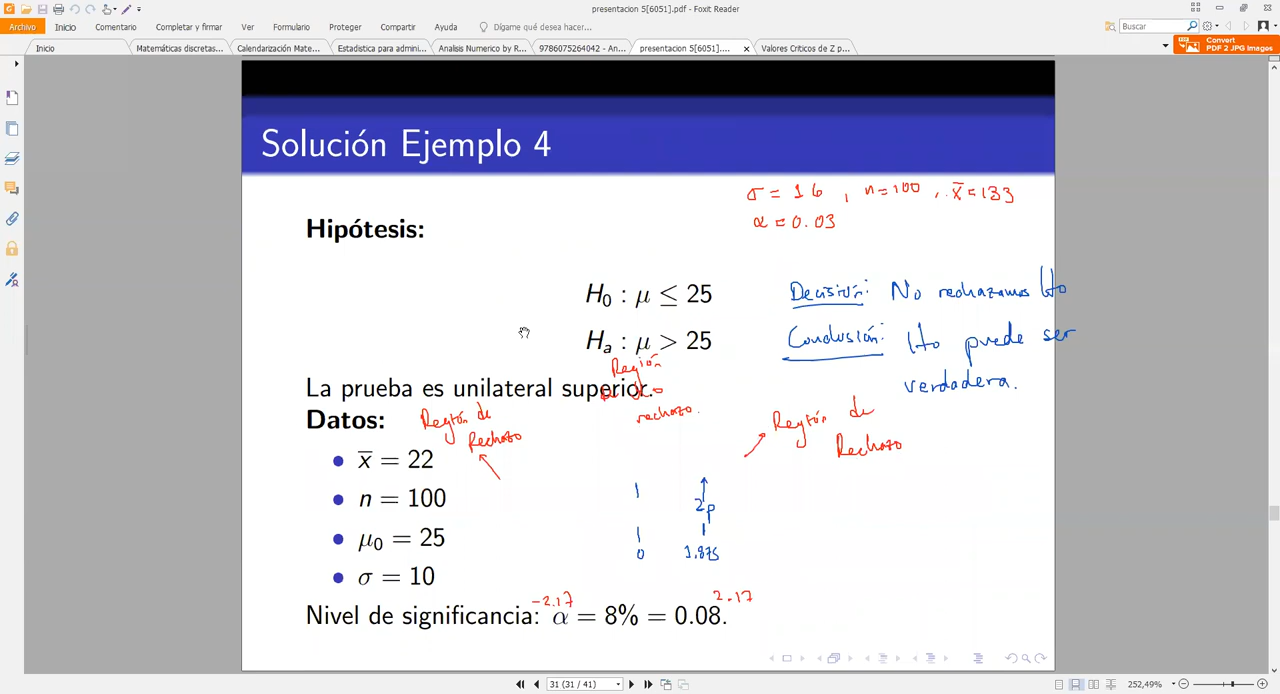 presentacion 5[6051].pdf - Foxit Reader
Archivo Inicio Comentario Completar y firmar Ver Formulario Proteger Compartir Ayuda Dígame qué desea hacer... Buscar
Inicio Matemáticas discretas... Calendarización Mate... Estadistica para admini... Analisis Numerico by R... 9786075264042 - An... presentacion 5[6051].... Valores Criticos de Z p...
Convert
PDF 2 JPG Images
Solución Ejemplo 4
σ = 16 , n=100 , x̄=133
α = 0.03
Hipótesis:
H₀ : μ ≤ 25
Decisión: No rechazamos Ho
Hₐ : μ > 25
Conclusión: Ho puede ser
verdadera.
Región
rechazo.
La prueba es unilateral superior.
Datos:
Región de
Rechazo
Región de
Rechazo
• x̄ = 22
• n = 100
• μ₀ = 25
• σ = 10
Zp
0 1.875
-2.17 2.17
Nivel de significancia: α = 8% = 0.08.
31 (31 / 41) 252,49%